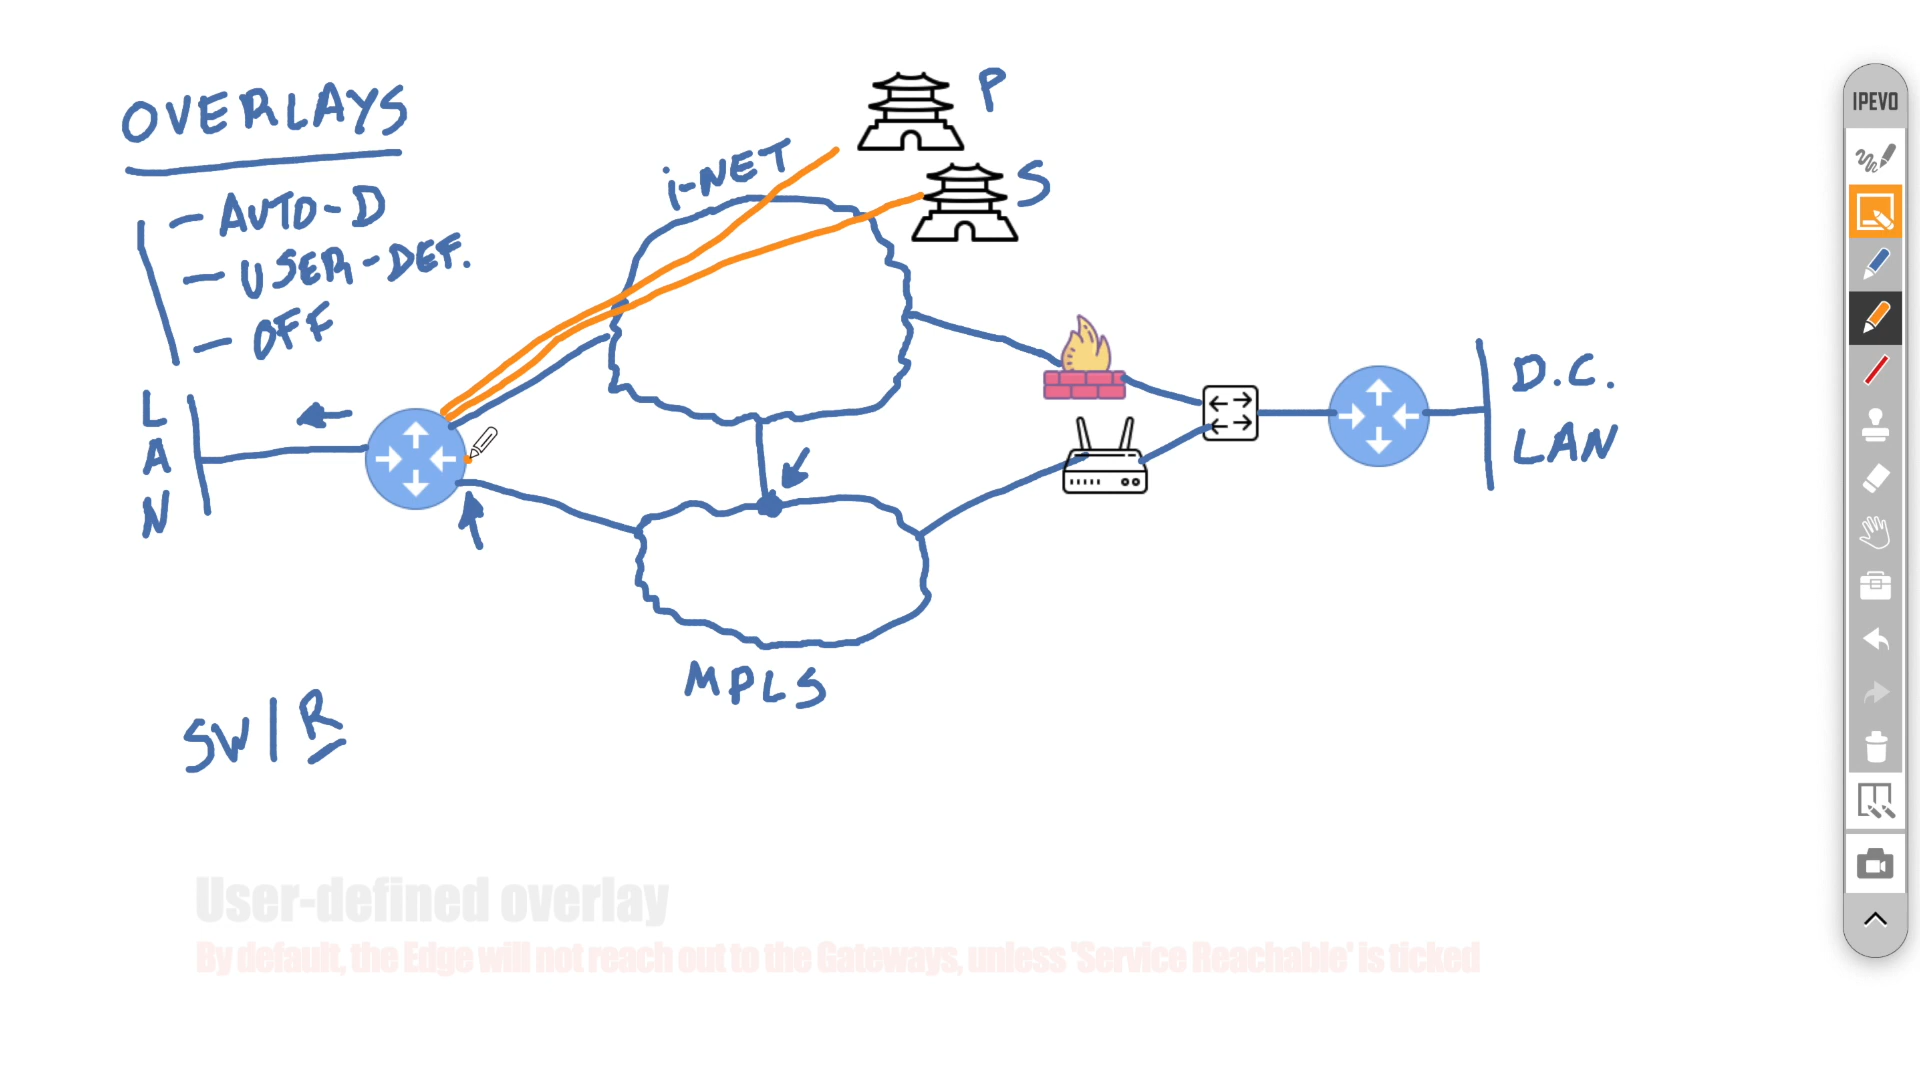 OVERLAYS
- AUTO-D
- USER-DEF.
- OFF
i-NET
P
S
L
A
N
D.C.
LAN
MPLS
SW/R
User-defined overlay
By default, the Edge will not reach out to the Gateways, unless 'Service Reachable' is ticked
IPEVO